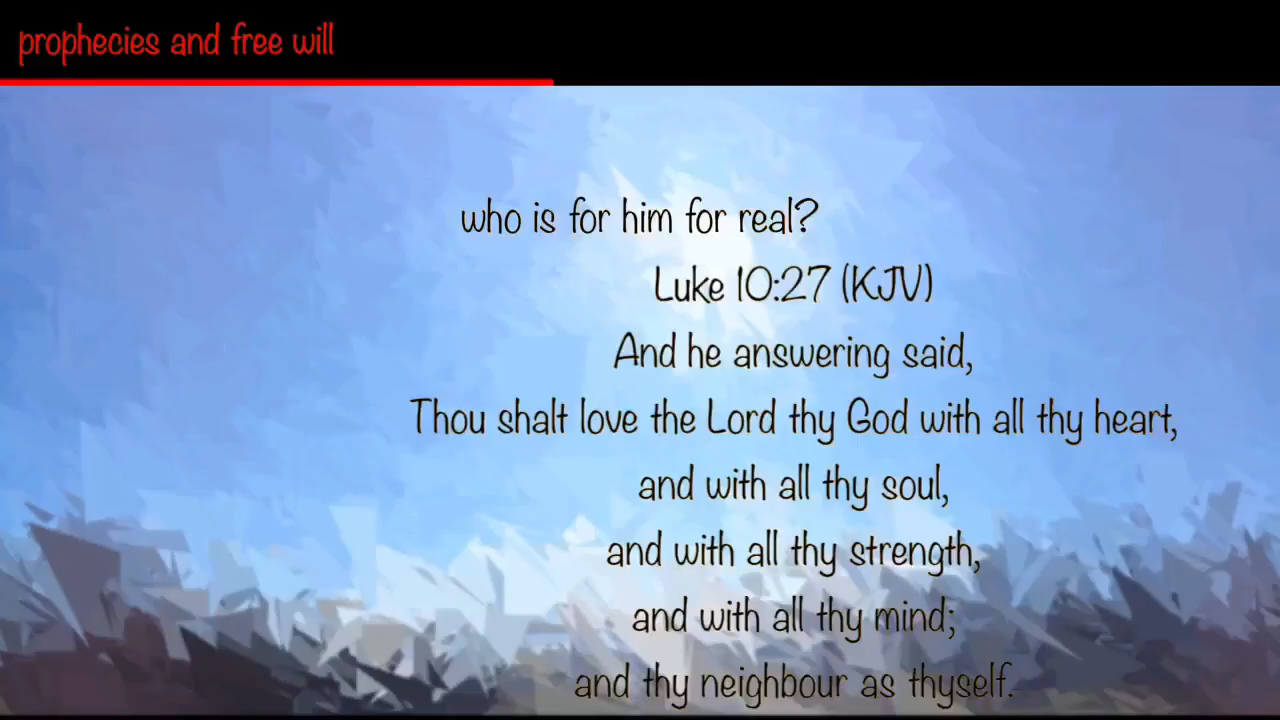 prophecies and free will
who is for him for real?
Luke 10:27 (KJV)
And he answering said,
Thou shalt love the Lord thy God with all thy heart,
and with all thy soul,
and with all thy strength,
and with all thy mind;
and thy neighbour as thyself.